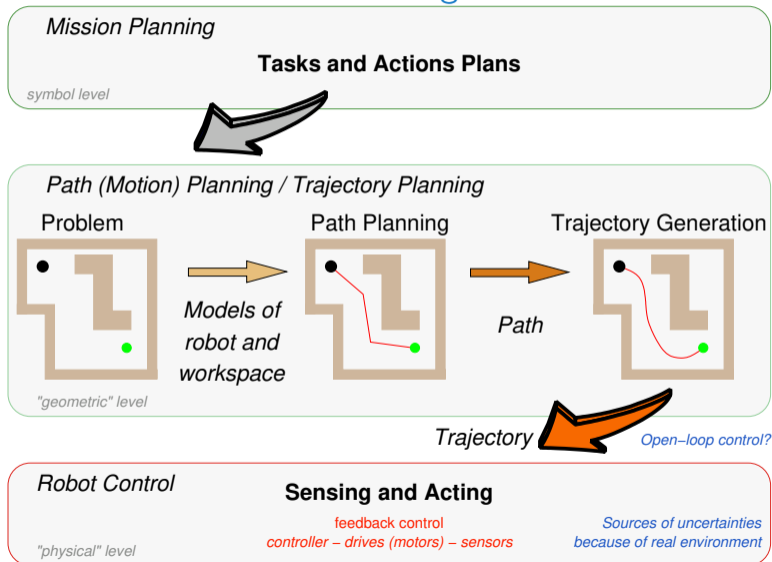 Mission Planning
Tasks and Actions Plans
symbol level
Path (Motion) Planning / Trajectory Planning
Problem
Path Planning
Trajectory Generation
Models of
robot and
workspace
Path
"geometric" level
Trajectory
Open–loop control?
Robot Control
Sensing and Acting
feedback control
controller – drives (motors) – sensors
Sources of uncertainties
because of real environment
"physical" level